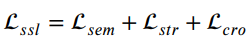 ℒ_ssl = ℒ_sem + ℒ_str + ℒ_cro